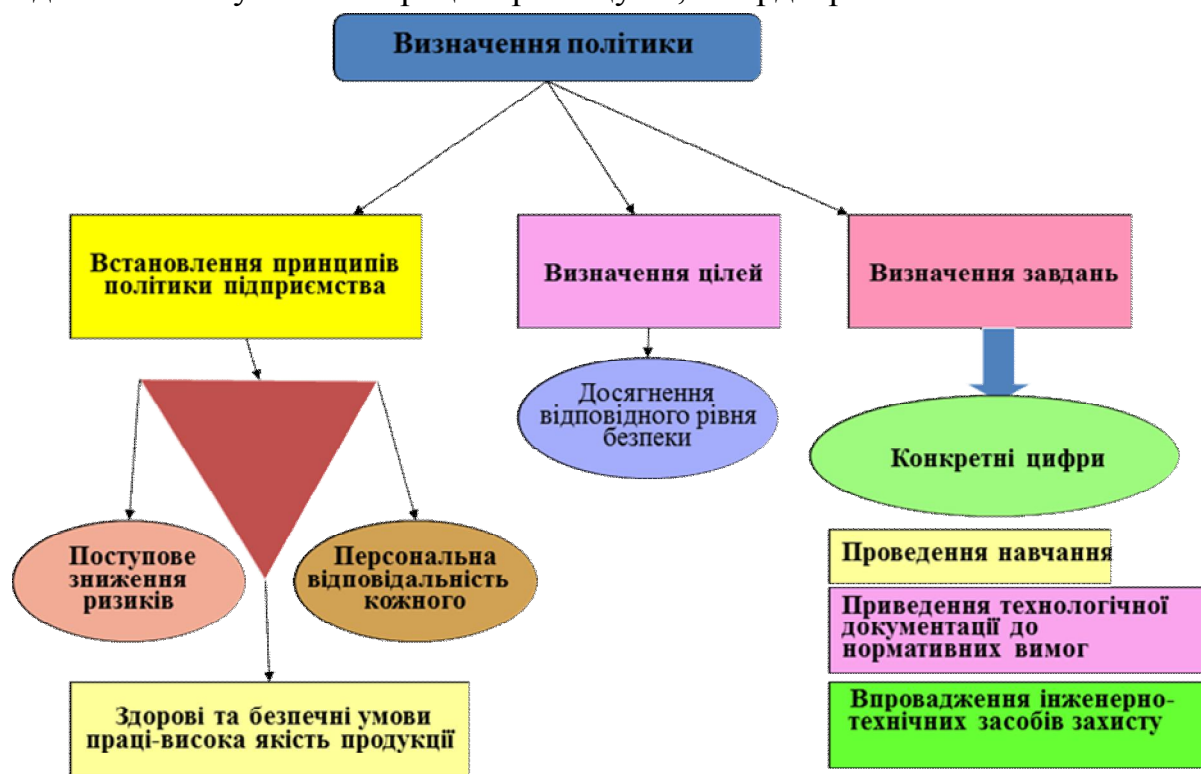 Визначення політики
Встановлення принципів
політики підприємства
Визначення цілей
Визначення завдань
Досягнення
відповідного рівня
безпеки
Конкретні цифри
Поступове
зниження
ризиків
Персональна
відповідальність
кожного
Проведення навчання
Приведення технологічної
документації до
нормативних вимог
Здорові та безпечні умови
праці-висока якість продукції
Впровадження інженерно-
технічних засобів захисту